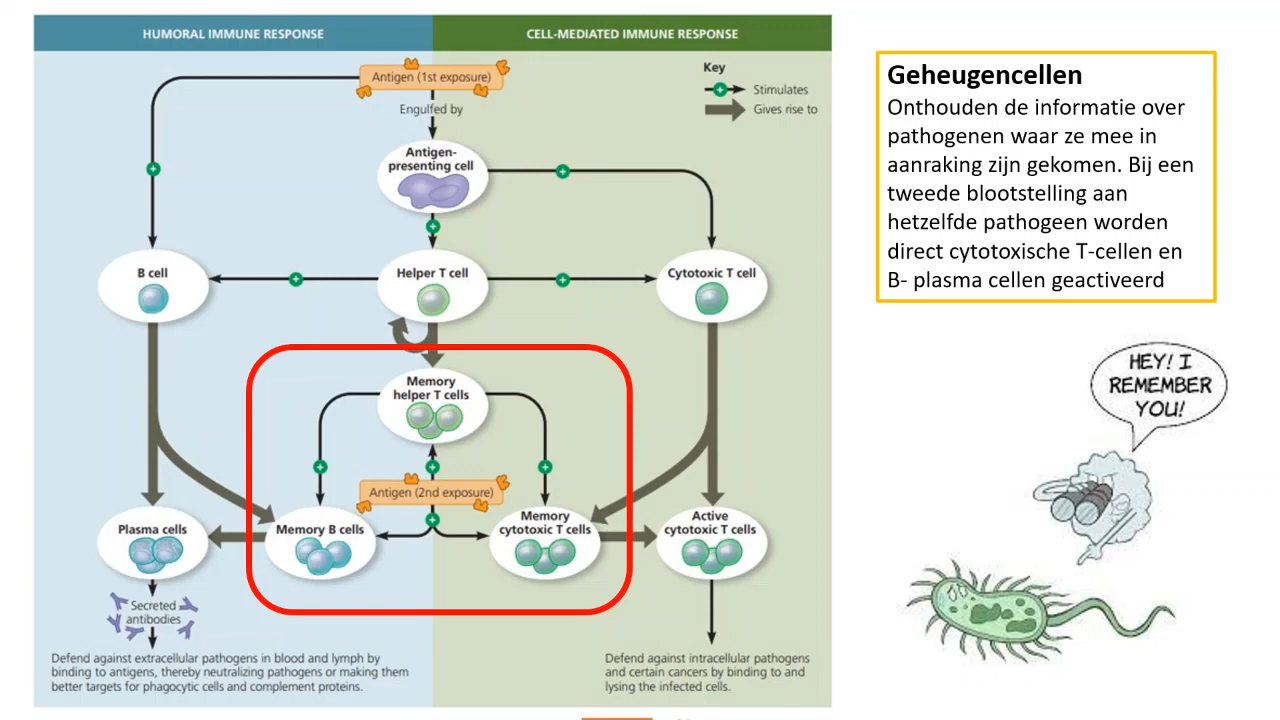 HUMORAL IMMUNE RESPONSE
CELL-MEDIATED IMMUNE RESPONSE
Antigen (1st exposure)
Engulfed by
Key
Stimulates
Gives rise to
Antigen-
presenting cell
B cell
Helper T cell
Cytotoxic T cell
Memory
helper T cells
Antigen (2nd exposure)
Plasma cells
Memory B cells
Memory
cytotoxic T cells
Active
cytotoxic T cells
Secreted
antibodies
Defend against extracellular pathogens in blood and lymph by
binding to antigens, thereby neutralizing pathogens or making them
better targets for phagocytic cells and complement proteins.
Defend against intracellular pathogens
and certain cancers by binding to and
lysing the infected cells.
Geheugencellen
Onthouden de informatie over
pathogenen waar ze mee in
aanraking zijn gekomen. Bij een
tweede blootstelling aan
hetzelfde pathogeen worden
direct cytotoxische T-cellen en
B- plasma cellen geactiveerd
HEY! I
REMEMBER
YOU!